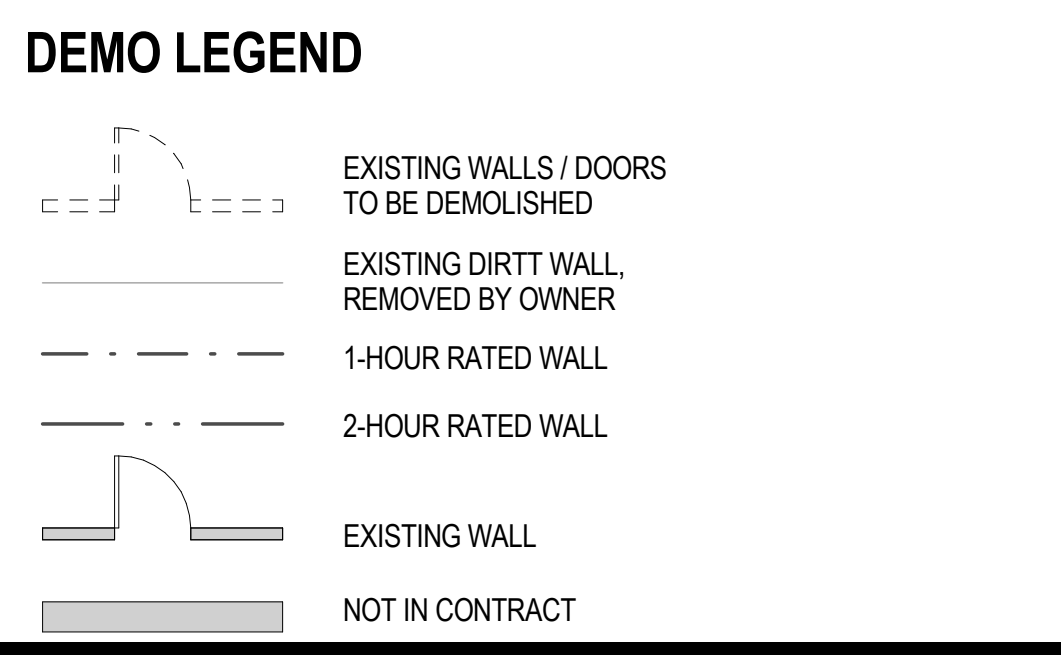 DEMO LEGEND
EXISTING WALLS / DOORS
TO BE DEMOLISHED
EXISTING DIRTT WALL,
REMOVED BY OWNER
1-HOUR RATED WALL
2-HOUR RATED WALL
EXISTING WALL
NOT IN CONTRACT